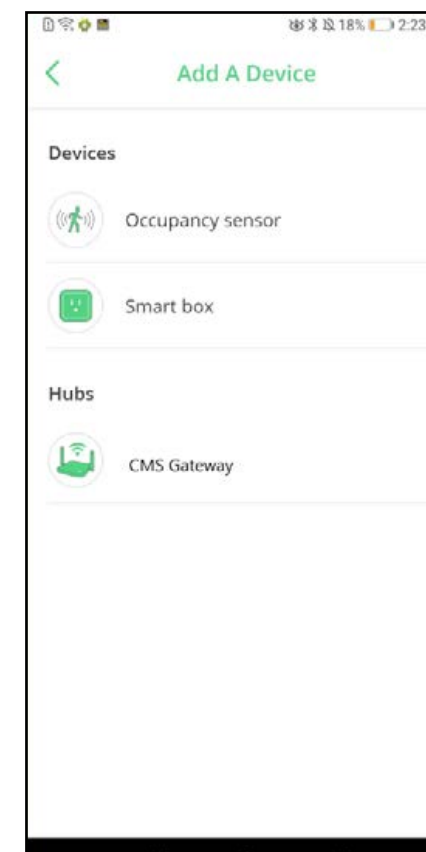 18% 2:23
Add A Device
Devices
Occupancy sensor
Smart box
Hubs
CMS Gateway